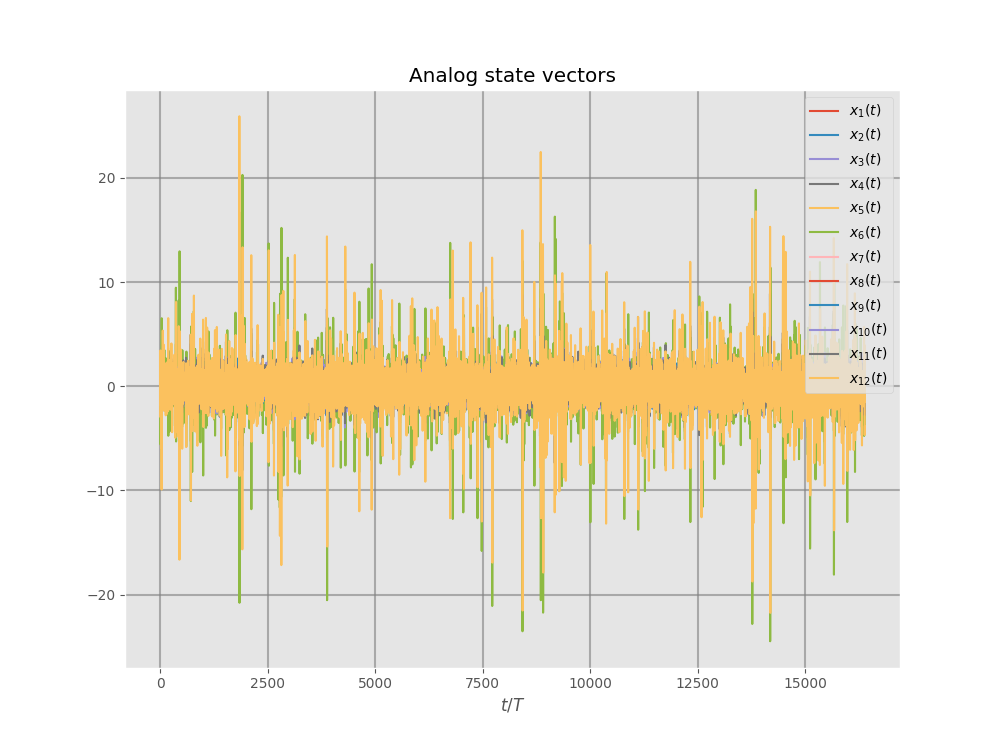 Analog state vectors
20
10
0
−10
−20
0 2500 5000 7500 10000 12500 15000
t/T
x₁(t)
x₂(t)
x₃(t)
x₄(t)
x₅(t)
x₆(t)
x₇(t)
x₈(t)
x₉(t)
x₁₀(t)
x₁₁(t)
x₁₂(t)